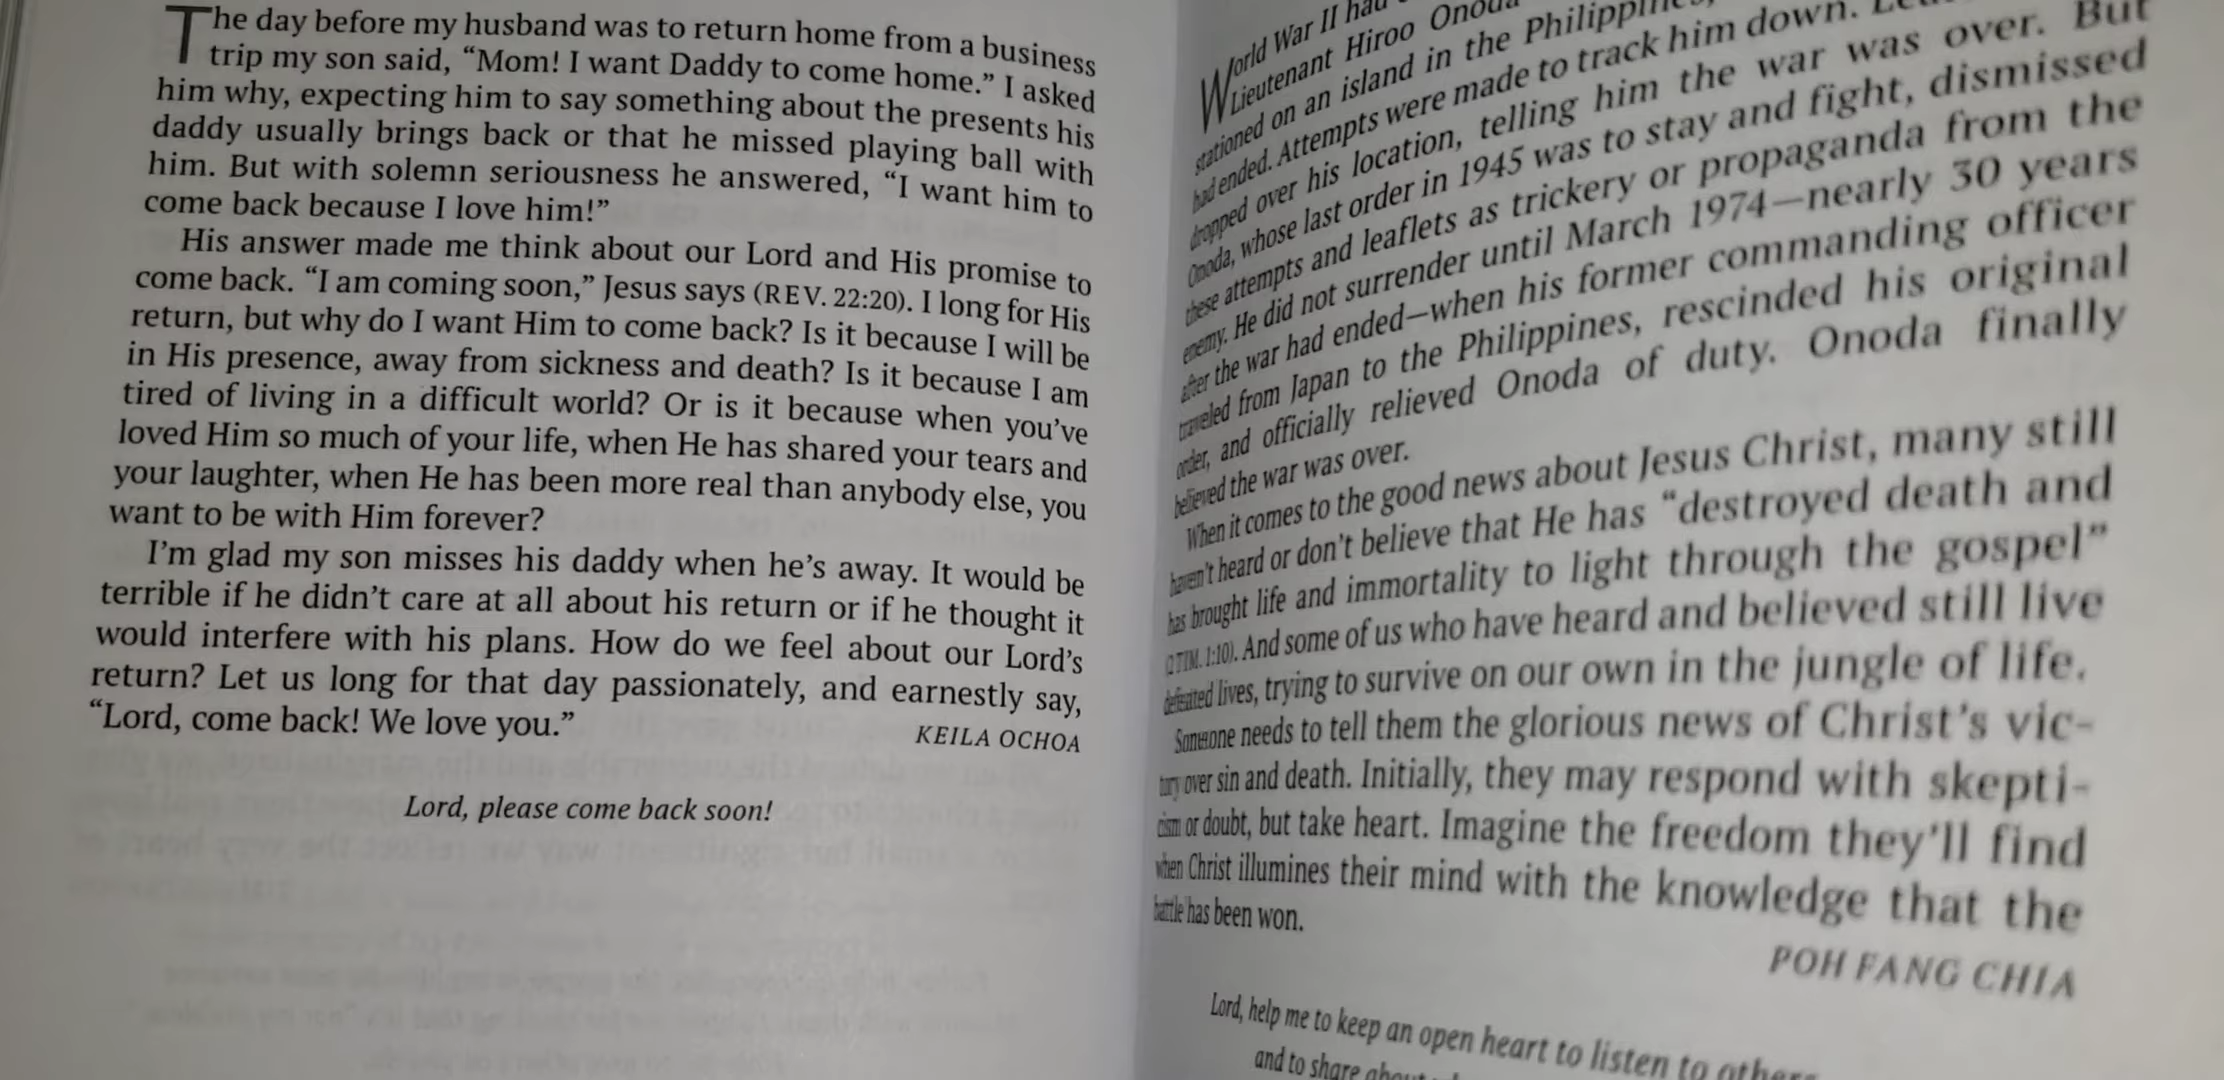 The day before my husband was to return home from a business
trip my son said, “Mom! I want Daddy to come home.” I asked
him why, expecting him to say something about the presents his
daddy usually brings back or that he missed playing ball with
him. But with solemn seriousness he answered, “I want him to
come back because I love him!”
His answer made me think about our Lord and His promise to
come back. “I am coming soon,” Jesus says (REV. 22:20). I long for His
return, but why do I want Him to come back? Is it because I will be
in His presence, away from sickness and death? Is it because I am
tired of living in a difficult world? Or is it because when you’ve
loved Him so much of your life, when He has shared your tears and
your laughter, when He has been more real than anybody else, you
want to be with Him forever?
I’m glad my son misses his daddy when he’s away. It would be
terrible if he didn’t care at all about his return or if he thought it
would interfere with his plans. How do we feel about our Lord’s
return? Let us long for that day passionately, and earnestly say,
“Lord, come back! We love you.”
KEILA OCHOA
Lord, please come back soon!
World War II had
Lieutenant Hiroo Onoda
stationed on an island in the Philippines,
had ended. Attempts were made to track him down.
dropped over his location, telling him the war was over. But
Onoda, whose last order in 1945 was to stay and fight, dismissed
these attempts and leaflets as trickery or propaganda from the
enemy. He did not surrender until March 1974—nearly 30 years
after the war had ended—when his former commanding officer
traveled from Japan to the Philippines, rescinded his original
order, and officially relieved Onoda of duty. Onoda finally
believed the war was over.
When it comes to the good news about Jesus Christ, many still
haven’t heard or don’t believe that He has “destroyed death and
has brought life and immortality to light through the gospel”
(2 TIM. 1:10). And some of us who have heard and believed still live
defeated lives, trying to survive on our own in the jungle of life.
Someone needs to tell them the glorious news of Christ’s vic-
tory over sin and death. Initially, they may respond with skepti-
cism or doubt, but take heart. Imagine the freedom they’ll find
when Christ illumines their mind with the knowledge that the
battle has been won.
POH FANG CHIA
Lord, help me to keep an open heart to listen to others
and to share about